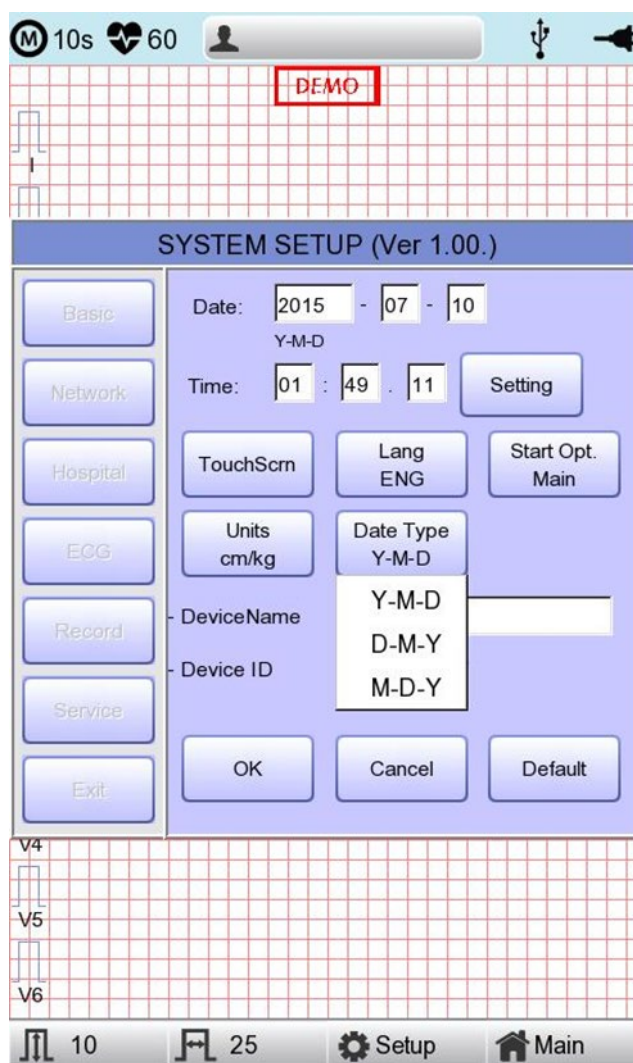 M 10s 60
DEMO
I
SYSTEM SETUP (Ver 1.00.)
Basic
Network
Hospital
ECG
Record
Service
Exit
Date: 2015 - 07 - 10
Y-M-D
Time: 01 : 49 . 11 Setting
TouchScrn
Lang
ENG
Start Opt.
Main
Units
cm/kg
Date Type
Y-M-D
Y-M-D
D-M-Y
M-D-Y
- DeviceName
- Device ID
OK Cancel Default
V4
V5
V6
10 25 Setup Main